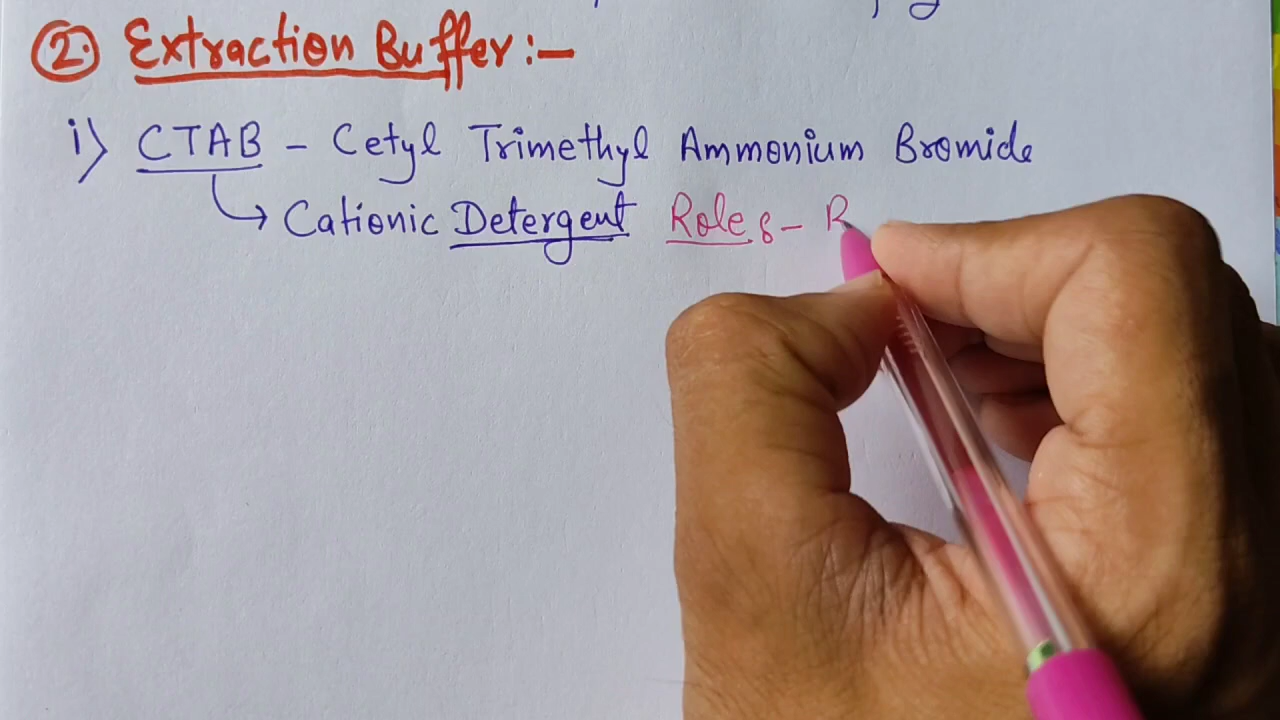 ② Extraction Buffer :-
i) CTAB - Cetyl Trimethyl Ammonium Bromide
↳ Cationic Detergent Roles - R